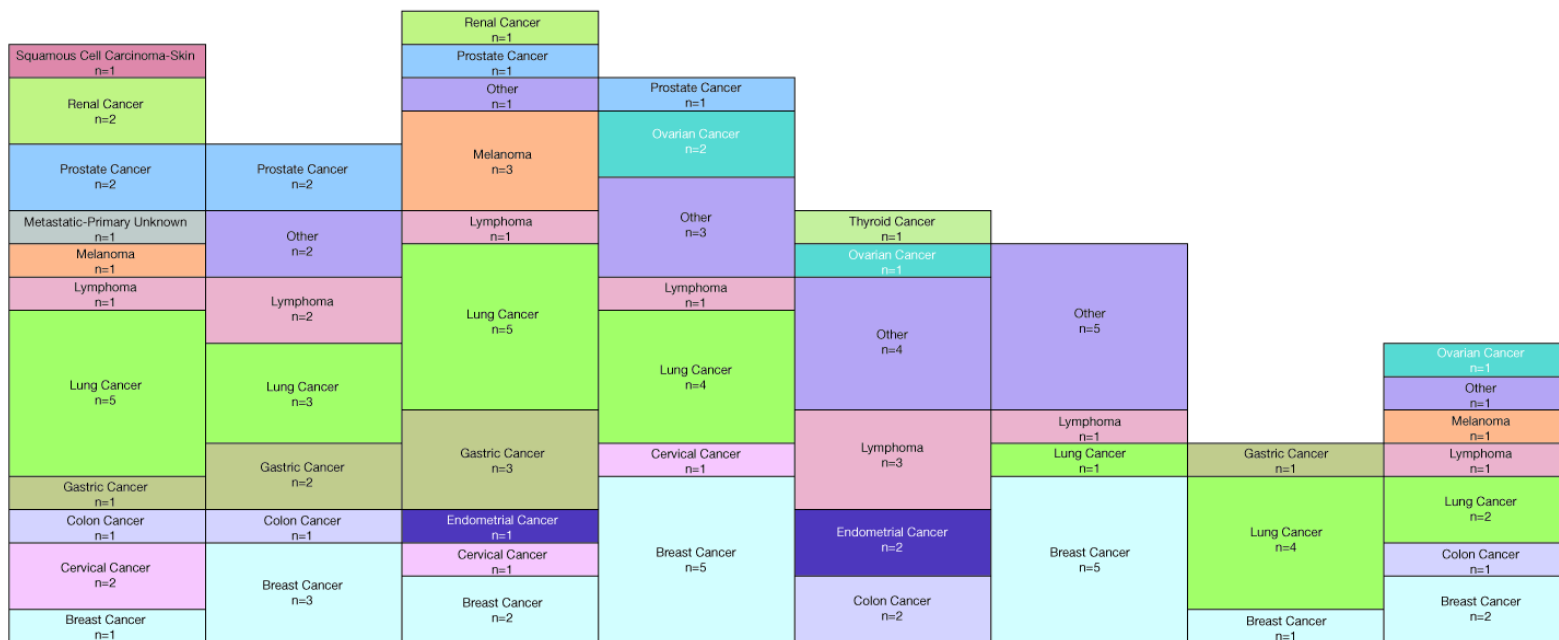 Squamous Cell Carcinoma-Skin
n=1
Renal Cancer
n=2
Prostate Cancer
n=2
Metastatic-Primary Unknown
n=1
Melanoma
n=1
Lymphoma
n=1
Lung Cancer
n=5
Gastric Cancer
n=1
Colon Cancer
n=1
Cervical Cancer
n=2
Breast Cancer
n=1
Prostate Cancer
n=2
Other
n=2
Lymphoma
n=2
Lung Cancer
n=3
Gastric Cancer
n=2
Colon Cancer
n=1
Breast Cancer
n=3
Renal Cancer
n=1
Prostate Cancer
n=1
Other
n=1
Melanoma
n=3
Lymphoma
n=1
Lung Cancer
n=5
Gastric Cancer
n=3
Endometrial Cancer
n=1
Cervical Cancer
n=1
Breast Cancer
n=2
Prostate Cancer
n=1
Ovarian Cancer
n=2
Other
n=3
Lymphoma
n=1
Lung Cancer
n=4
Cervical Cancer
n=1
Breast Cancer
n=5
Thyroid Cancer
n=1
Ovarian Cancer
n=1
Other
n=4
Lymphoma
n=3
Endometrial Cancer
n=2
Colon Cancer
n=2
Other
n=5
Lymphoma
n=1
Lung Cancer
n=1
Breast Cancer
n=5
Gastric Cancer
n=1
Lung Cancer
n=4
Breast Cancer
n=1
Ovarian Cancer
n=1
Other
n=1
Melanoma
n=1
Lymphoma
n=1
Lung Cancer
n=2
Colon Cancer
n=1
Breast Cancer
n=2